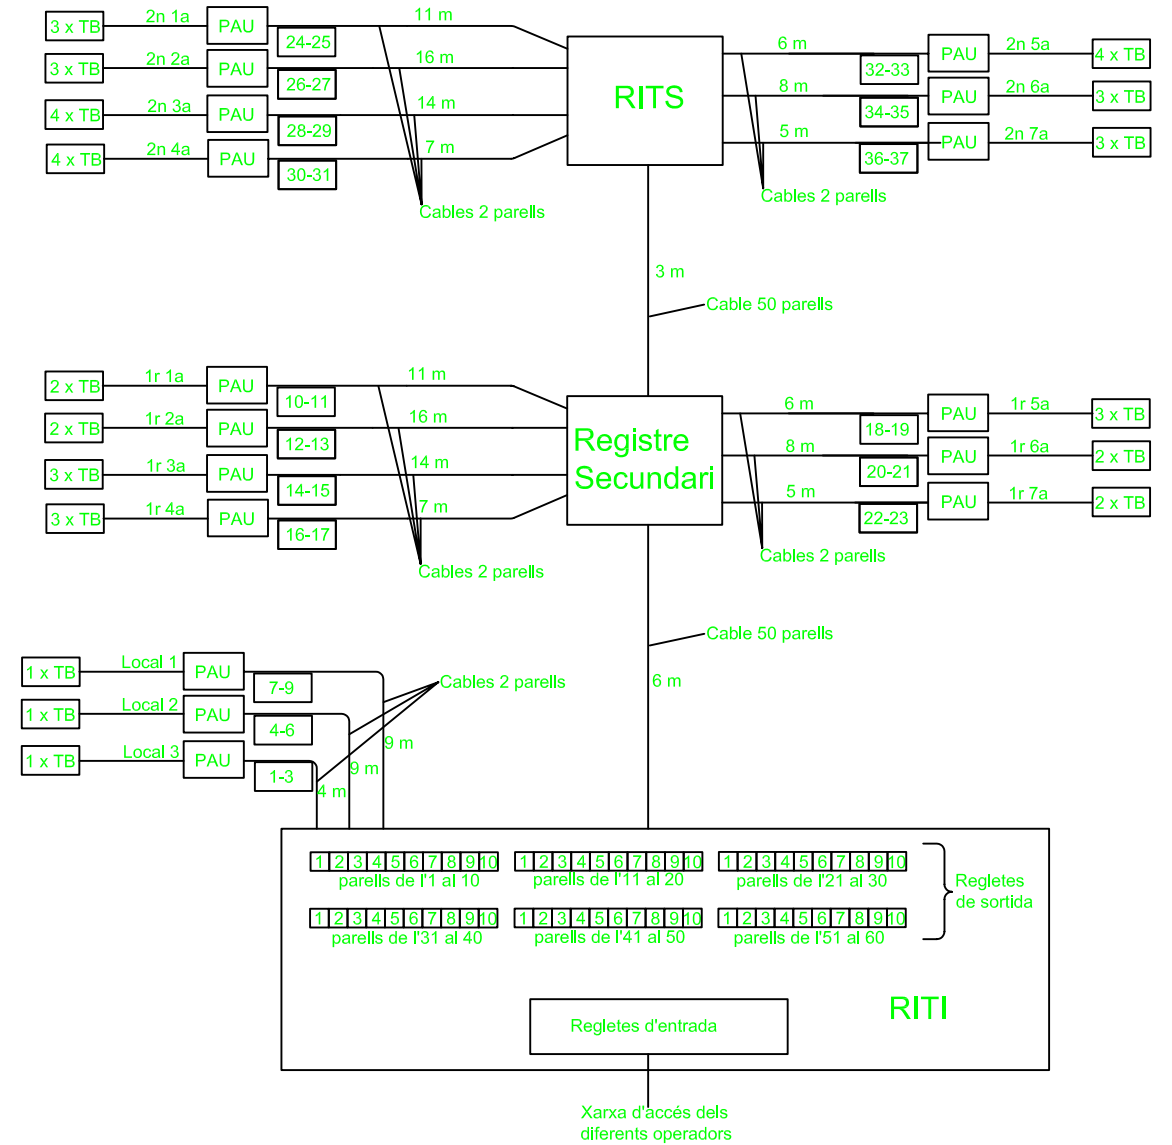 3 x TB 2n 1a PAU 11 m
24-25
3 x TB 2n 2a PAU 16 m
26-27
4 x TB 2n 3a PAU 14 m
28-29
4 x TB 2n 4a PAU 7 m
30-31
Cables 2 parells
RITS
6 m PAU 2n 5a 4 x TB
32-33
8 m PAU 2n 6a 3 x TB
34-35
5 m PAU 2n 7a 3 x TB
36-37
Cables 2 parells
3 m
Cable 50 parells
2 x TB 1r 1a PAU 11 m
10-11
2 x TB 1r 2a PAU 16 m
12-13
3 x TB 1r 3a PAU 14 m
14-15
3 x TB 1r 4a PAU 7 m
16-17
Cables 2 parells
Registre
Secundari
6 m PAU 1r 5a 3 x TB
18-19
8 m PAU 1r 6a 2 x TB
20-21
5 m PAU 1r 7a 2 x TB
22-23
Cables 2 parells
Cable 50 parells
6 m
1 x TB Local 1 PAU
7-9
1 x TB Local 2 PAU
4-6
1 x TB Local 3 PAU
1-3
Cables 2 parells
9 m
9 m
4 m
1 2 3 4 5 6 7 8 9 10
parells de l'1 al 10
1 2 3 4 5 6 7 8 9 10
parells de l'11 al 20
1 2 3 4 5 6 7 8 9 10
parells de l'21 al 30
1 2 3 4 5 6 7 8 9 10
parells de l'31 al 40
1 2 3 4 5 6 7 8 9 10
parells de l'41 al 50
1 2 3 4 5 6 7 8 9 10
parells de l'51 al 60
Regletes
de sortida
RITI
Regletes d'entrada
Xarxa d'accés dels
diferents operadors